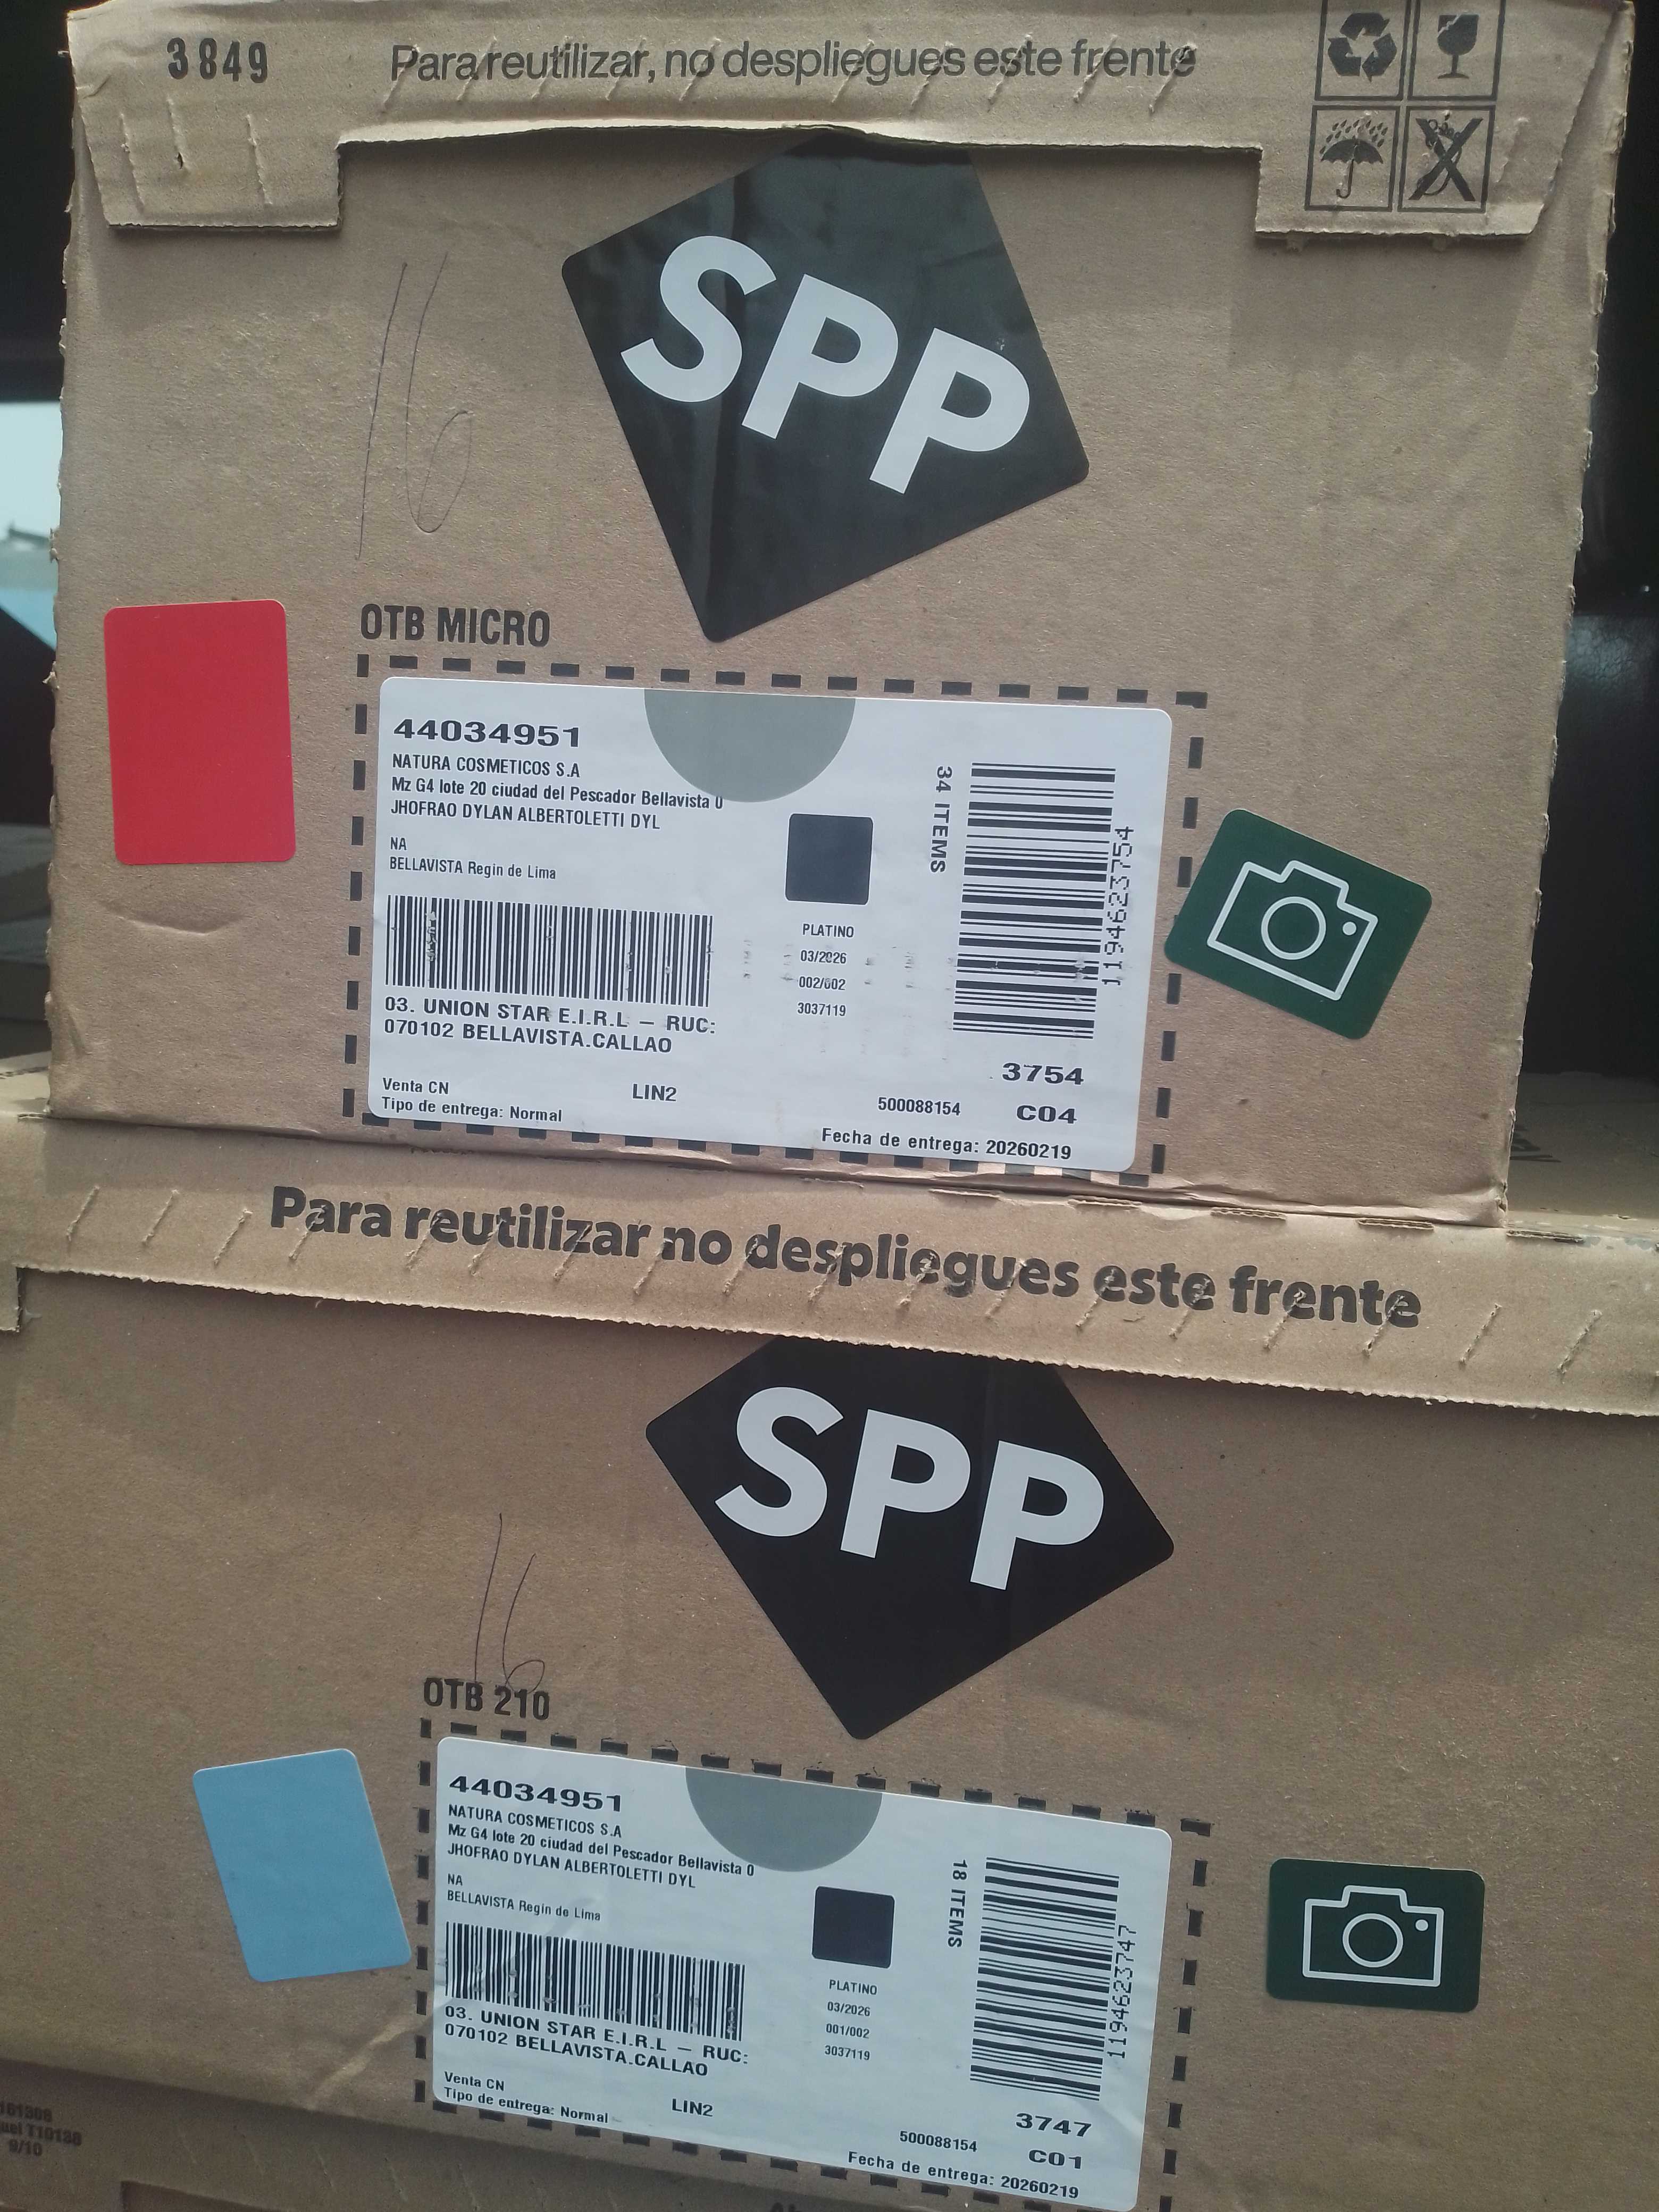 3849
Para reutilizar, no despliegues este frente
SPP
16
OTB MICRO
44034951
NATURA COSMETICOS S.A
Mz G4 lote 20 ciudad del Pescador Bellavista 0
JHOFRAO DYLAN ALBERTOLETTI DYL
NA
BELLAVISTA Regin de Lima
03. UNION STAR E.I.R.L – RUC:
070102 BELLAVISTA.CALLAO
Venta CN
Tipo de entrega: Normal
LIN2
PLATINO
03/2026
002/002
3037119
34 ITEMS
1194623754
3754
500088154
C04
Fecha de entrega: 20260219
Para reutilizar no despliegues este frente
SPP
16
OTB 210
44034951
NATURA COSMETICOS S.A
Mz G4 lote 20 ciudad del Pescador Bellavista 0
JHOFRAO DYLAN ALBERTOLETTI DYL
NA
BELLAVISTA Regin de Lima
03. UNION STAR E.I.R.L – RUC:
070102 BELLAVISTA.CALLAO
Venta CN
Tipo de entrega: Normal
LIN2
PLATINO
03/2026
001/002
3037119
18 ITEMS
1194623747
3747
500088154
C01
Fecha de entrega: 20260219
9/10